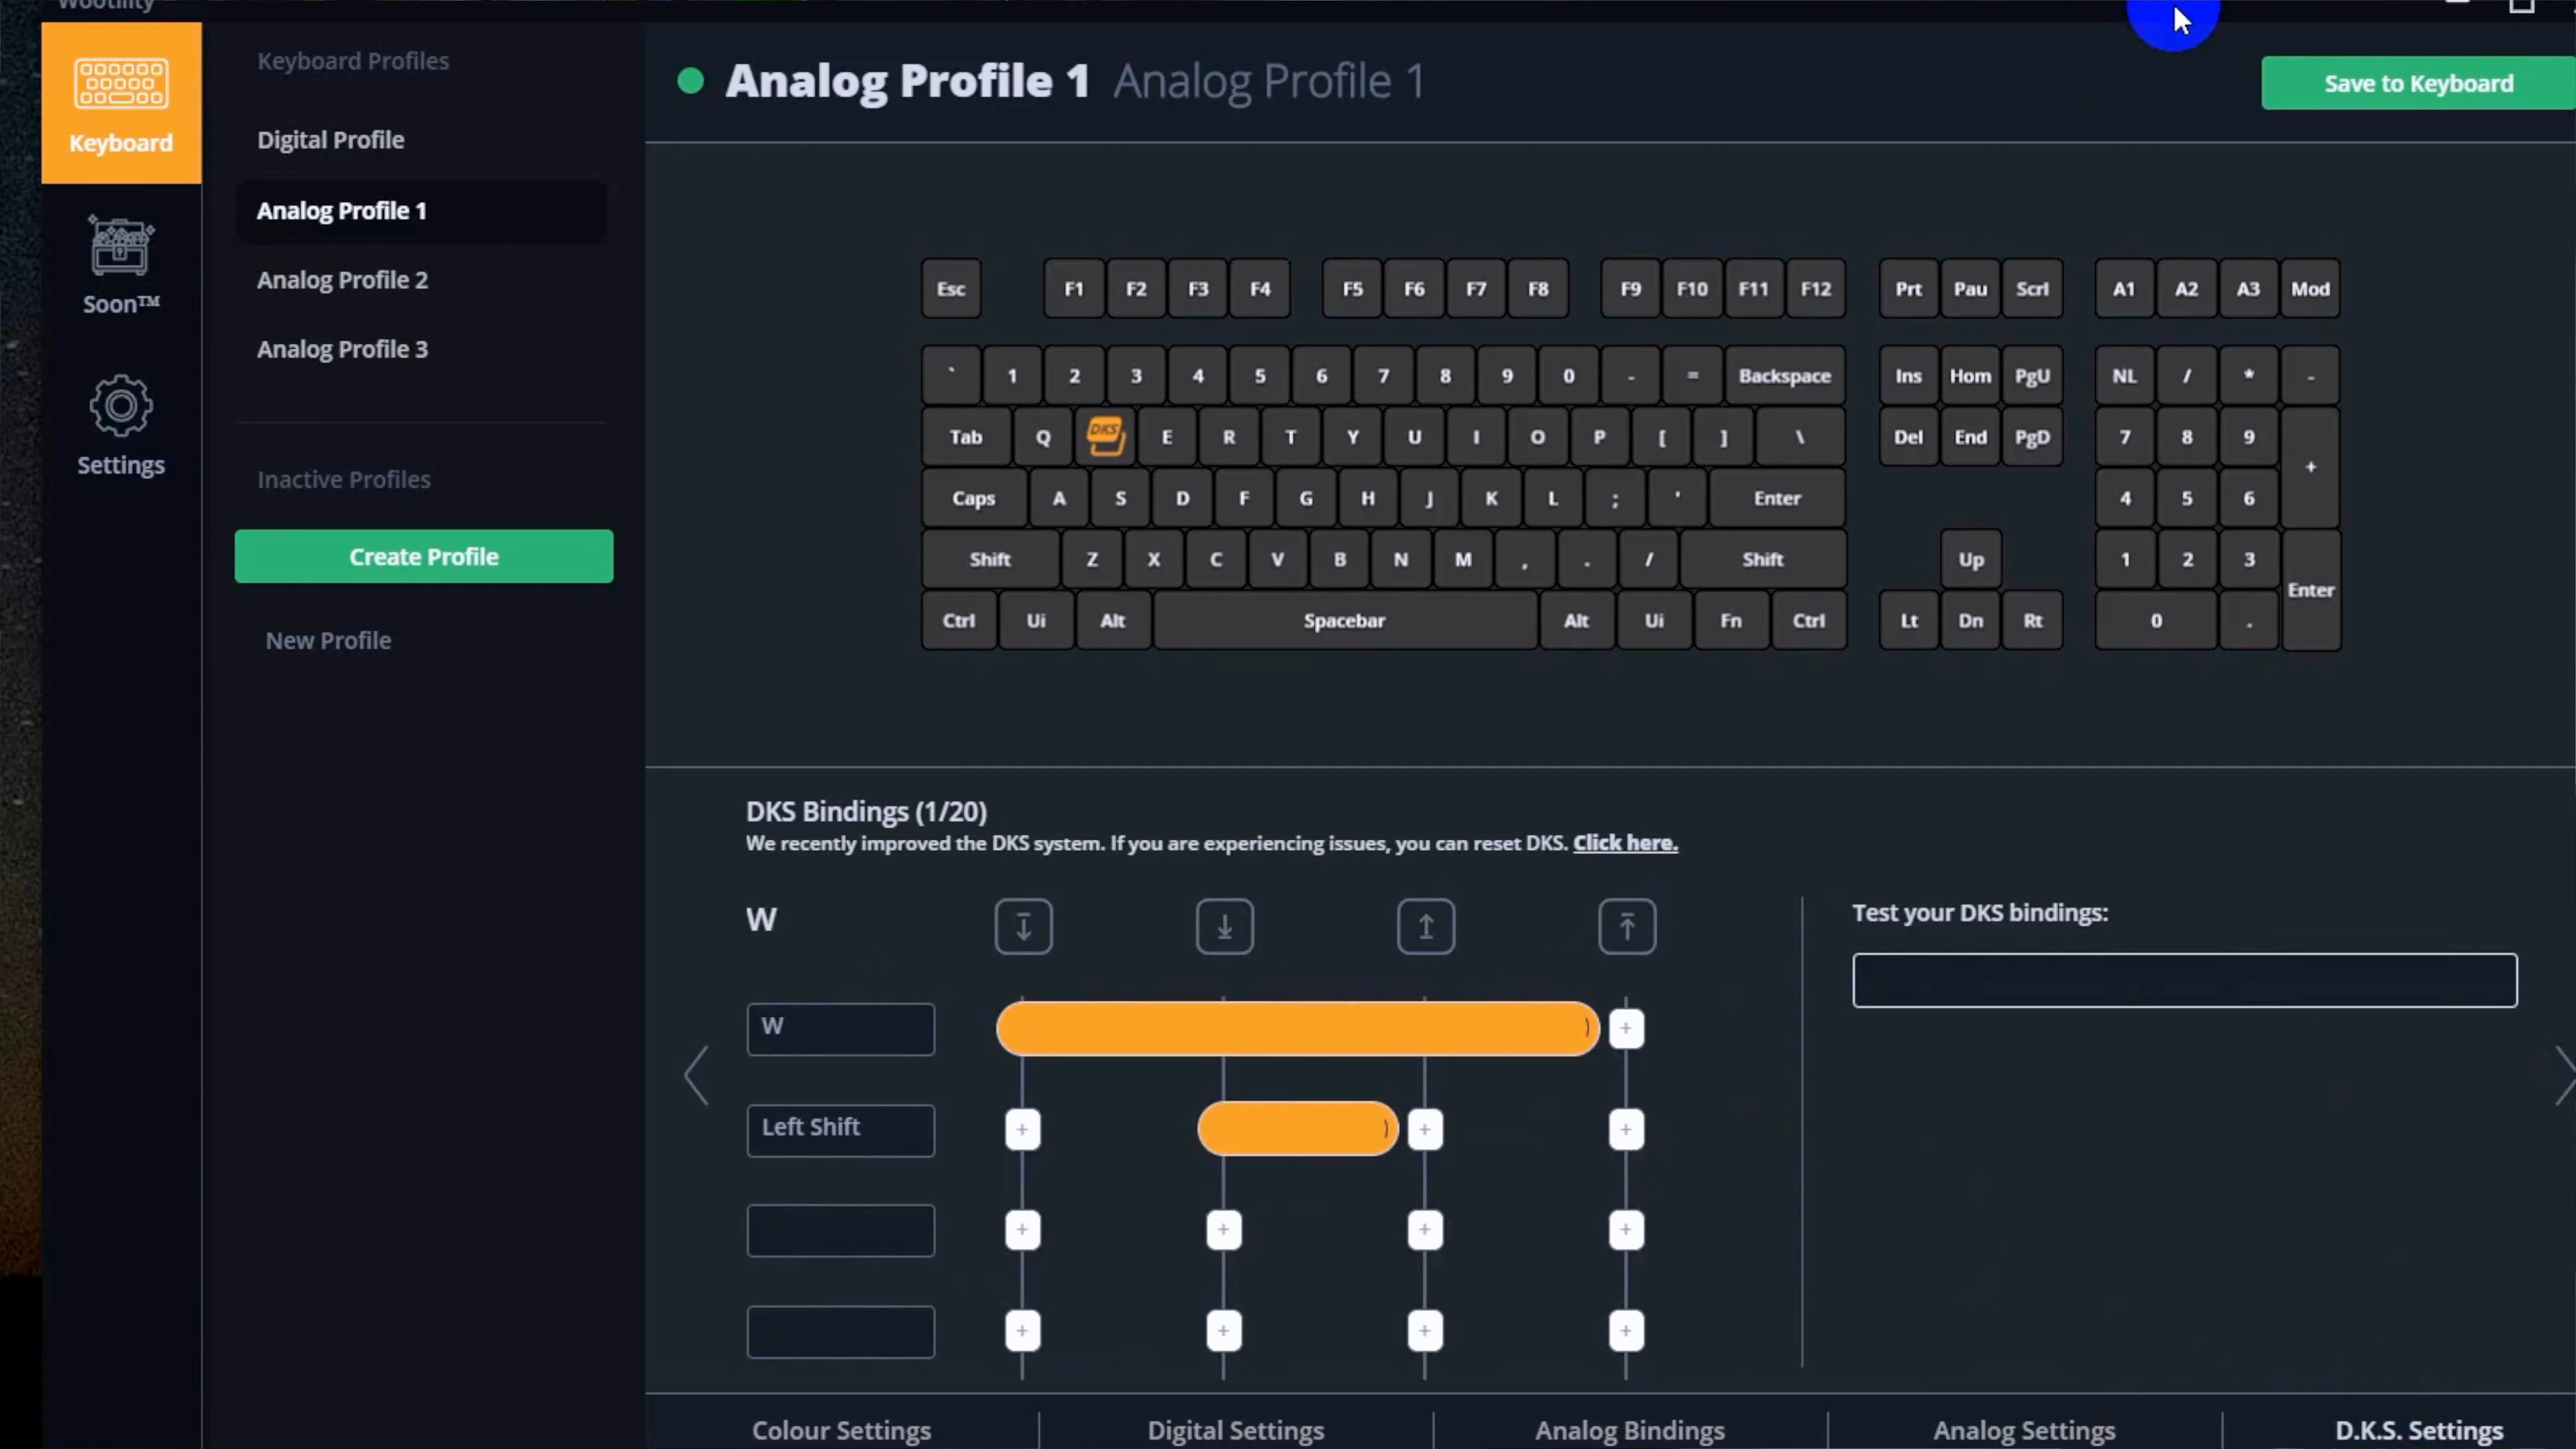 Wootility
Keyboard
Soon™
Settings
Keyboard Profiles
Digital Profile
Analog Profile 1
Analog Profile 2
Analog Profile 3
Inactive Profiles
Create Profile
New Profile
Analog Profile 1 Analog Profile 1
Save to Keyboard
Esc F1 F2 F3 F4 F5 F6 F7 F8 F9 F10 F11 F12 Prt Pau Scrl A1 A2 A3 Mod
` 1 2 3 4 5 6 7 8 9 0 - = Backspace Ins Hom PgU NL / * -
Tab Q DKS E R T Y U I O P [ ] \ Del End PgD 7 8 9 +
Caps A S D F G H J K L ; ' Enter 4 5 6
Shift Z X C V B N M , . / Shift Up 1 2 3 Enter
Ctrl Ui Alt Spacebar Alt Ui Fn Ctrl Lt Dn Rt 0 .
DKS Bindings (1/20)
We recently improved the DKS system. If you are experiencing issues, you can reset DKS. Click here.
W
W
Left Shift
Test your DKS bindings:
Colour Settings
Digital Settings
Analog Bindings
Analog Settings
D.K.S. Settings